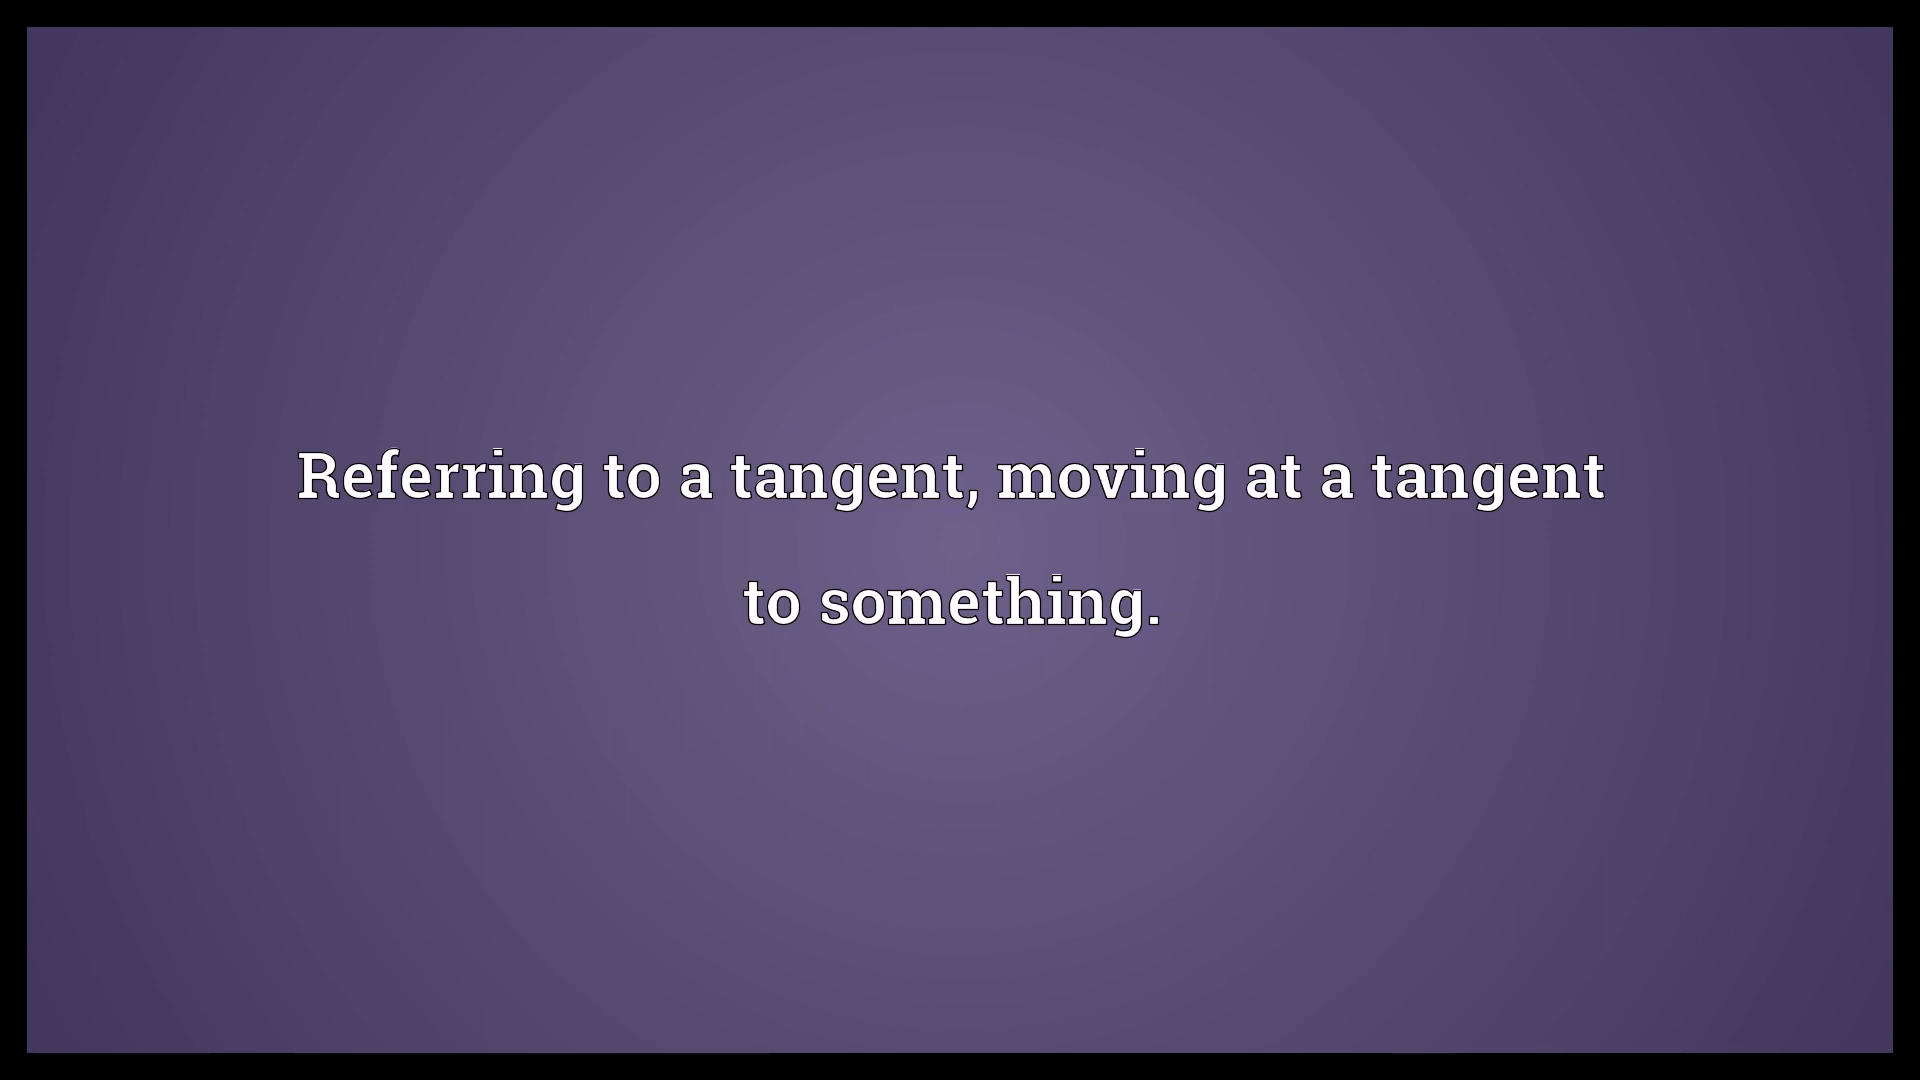 Referring to a tangent, moving at a tangent
to something.